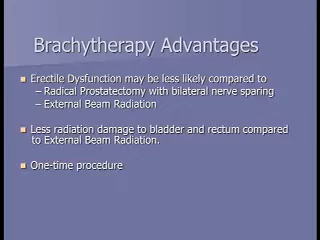 Brachytherapy Advantages
Erectile Dysfunction may be less likely compared to
– Radical Prostatectomy with bilateral nerve sparing
– External Beam Radiation
Less radiation damage to bladder and rectum compared
to External Beam Radiation.
One-time procedure